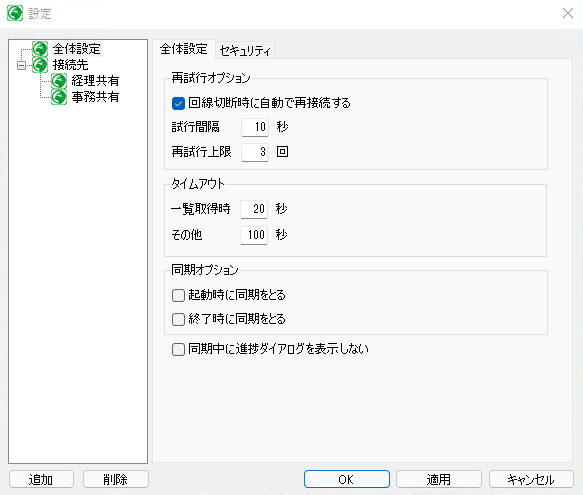 設定
全体設定
接続先
経理共有
事務共有
全体設定 セキュリティ
再試行オプション
回線切断時に自動で再接続する
試行間隔 10 秒
再試行上限 3 回
タイムアウト
一覧取得時 20 秒
その他 100 秒
同期オプション
起動時に同期をとる
終了時に同期をとる
同期中に進捗ダイアログを表示しない
追加 削除 OK 適用 キャンセル